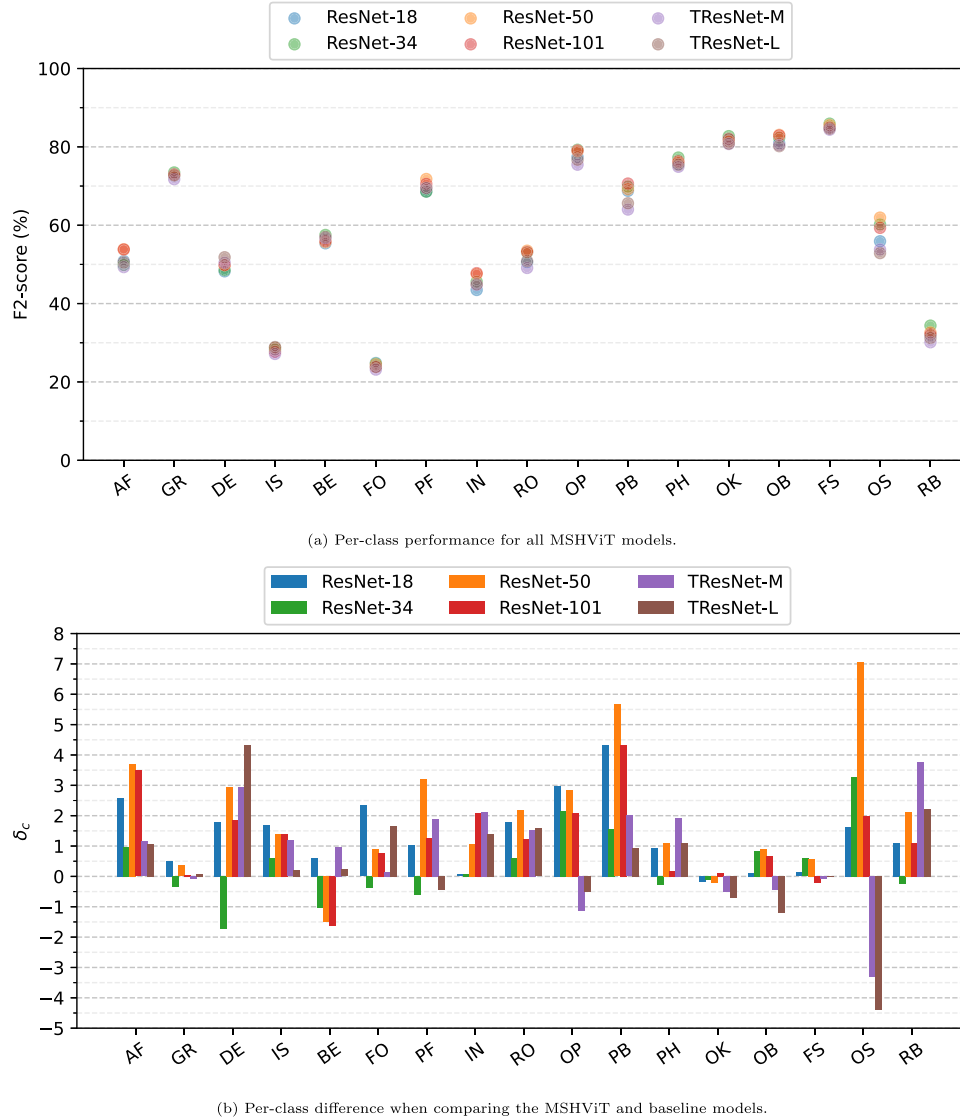 ResNet-18 ResNet-50 TResNet-M
ResNet-34 ResNet-101 TResNet-L
100
80
60
40
20
0
F2-score (%)
AF GR DE IS BE FO PF IN RO OP PB PH OK OB FS OS RB
(a) Per-class performance for all MSHViT models.
ResNet-18 ResNet-50 TResNet-M
ResNet-34 ResNet-101 TResNet-L
8
7
6
5
4
3
2
1
0
−1
−2
−3
−4
−5
δc
AF GR DE IS BE FO PF IN RO OP PB PH OK OB FS OS RB
(b) Per-class difference when comparing the MSHViT and baseline models.